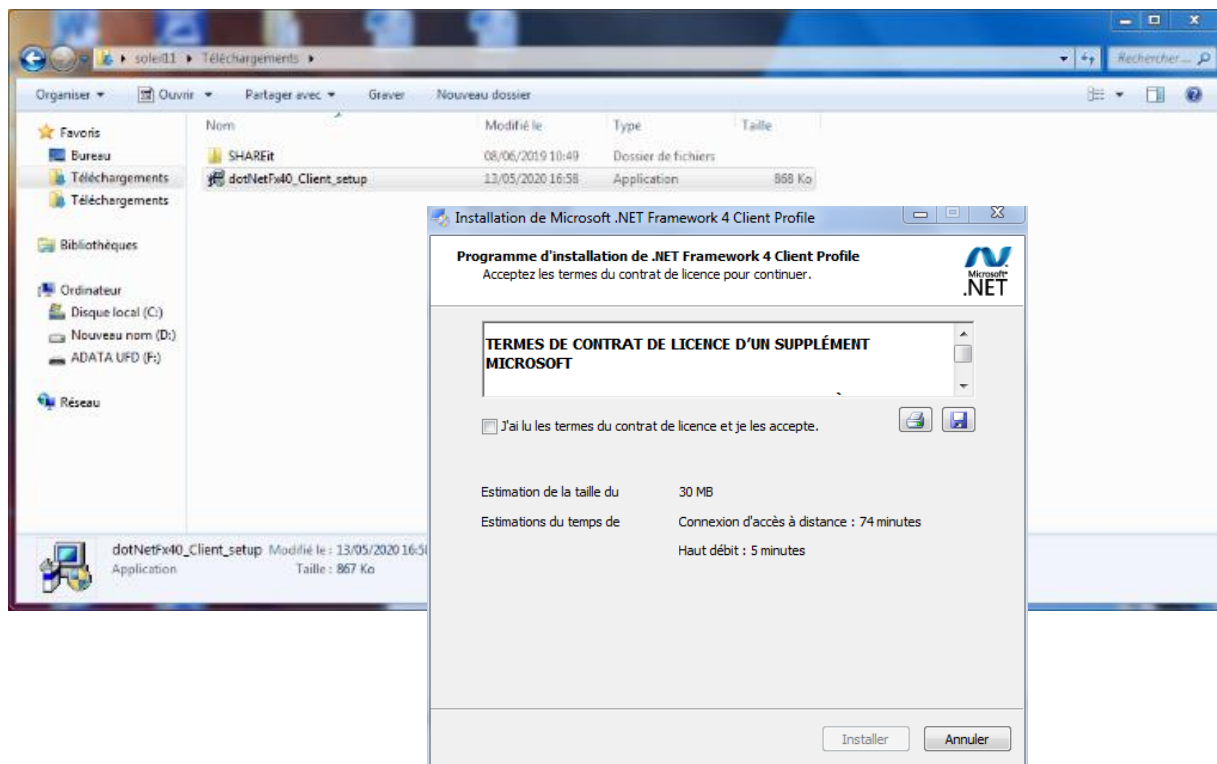 soleil11 ▸ Téléchargements ▸
Rechercher ...
Organiser Ouvrir Partager avec Graver Nouveau dossier
Favoris
Bureau
Téléchargements
Téléchargements
Bibliothèques
Ordinateur
Disque local (C:)
Nouveau nom (D:)
ADATA UFD (F:)
Réseau
Nom Modifié le Type Taille
SHAREit 08/06/2019 10:49 Dossier de fichiers
dotNetFx40_Client_setup 13/05/2020 16:58 Application 868 Ko
dotNetFx40_Client_setup Modifié le : 13/05/2020 16:58
Application Taille : 867 Ko
Installation de Microsoft .NET Framework 4 Client Profile
Programme d'installation de .NET Framework 4 Client Profile
Acceptez les termes du contrat de licence pour continuer.
Microsoft
.NET
TERMES DE CONTRAT DE LICENCE D'UN SUPPLÉMENT
MICROSOFT
J'ai lu les termes du contrat de licence et je les accepte.
Estimation de la taille du 30 MB
Estimations du temps de Connexion d'accès à distance : 74 minutes
Haut débit : 5 minutes
Installer Annuler